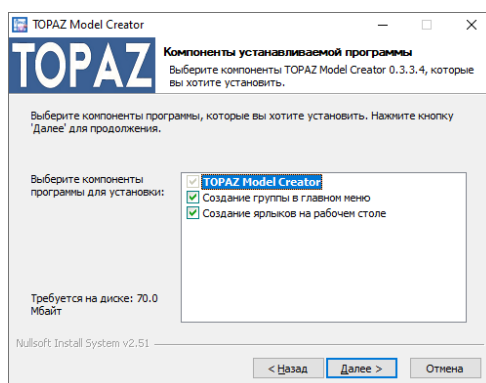 TOPAZ Model Creator
TOPAZ
Компоненты устанавливаемой программы
Выберите компоненты TOPAZ Model Creator 0.3.3.4, которые
вы хотите установить.
Выберите компоненты программы, которые вы хотите установить. Нажмите кнопку
'Далее' для продолжения.
Выберите компоненты
программы для установки:
TOPAZ Model Creator
Создание группы в главном меню
Создание ярлыков на рабочем столе
Требуется на диске: 70.0
Мбайт
Nullsoft Install System v2.51
< Назад
Далее >
Отмена